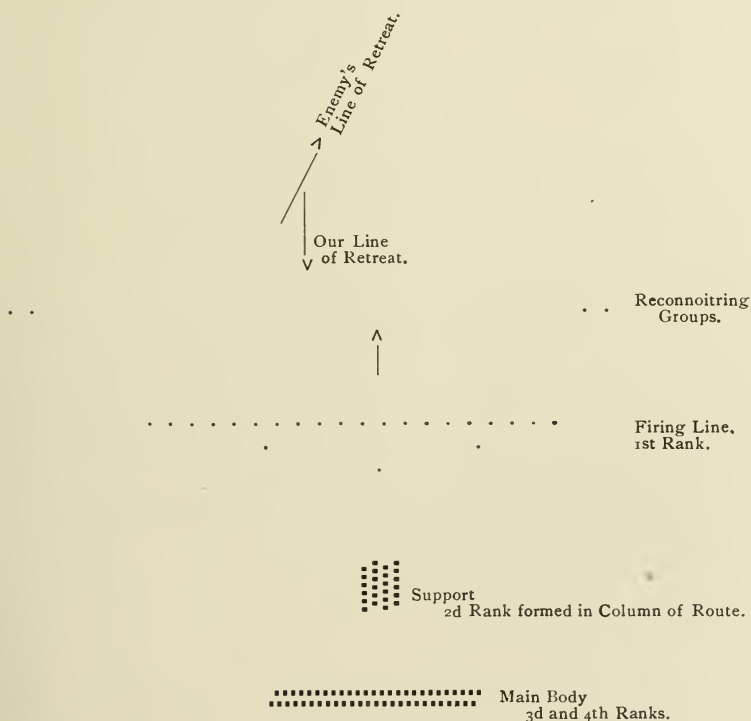 Enemy's
Line of Retreat.
Our Line
of Retreat.
Reconnoitring
Groups.
Firing Line,
1st Rank.
Support
2d Rank formed in Column of Route.
Main Body
3d and 4th Ranks.